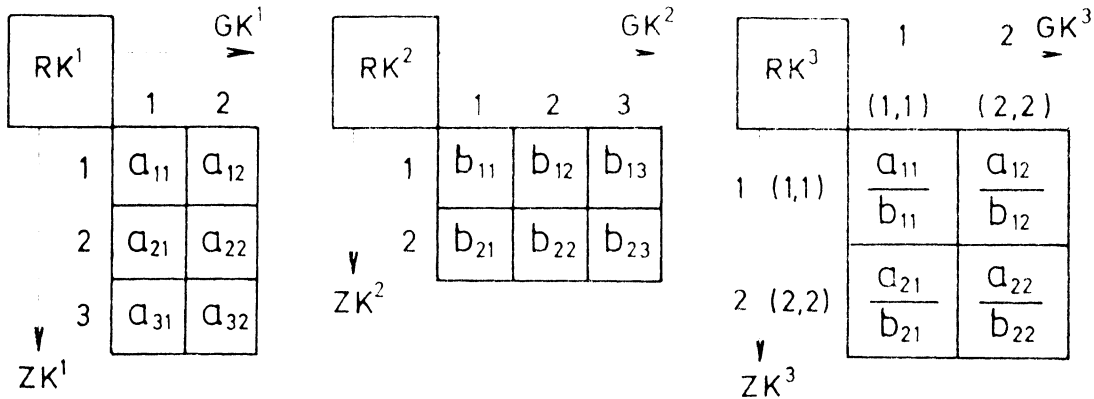 RK¹ GK¹
1 2
1 a₁₁ a₁₂
2 a₂₁ a₂₂
3 a₃₁ a₃₂
ZK¹
RK² GK²
1 2 3
1 b₁₁ b₁₂ b₁₃
2 b₂₁ b₂₂ b₂₃
ZK²
RK³ 1 2 GK³
(1,1) (2,2)
1 (1,1) a₁₁/b₁₁ a₁₂/b₁₂
2 (2,2) a₂₁/b₂₁ a₂₂/b₂₂
ZK³